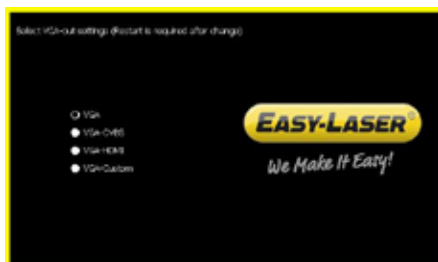 Select VGA-out settings (Restart is required after change)
VGA
VGA-CVBS
VGA-HDMI
VGA-Custom
EASY-LASER®
We Make It Easy!